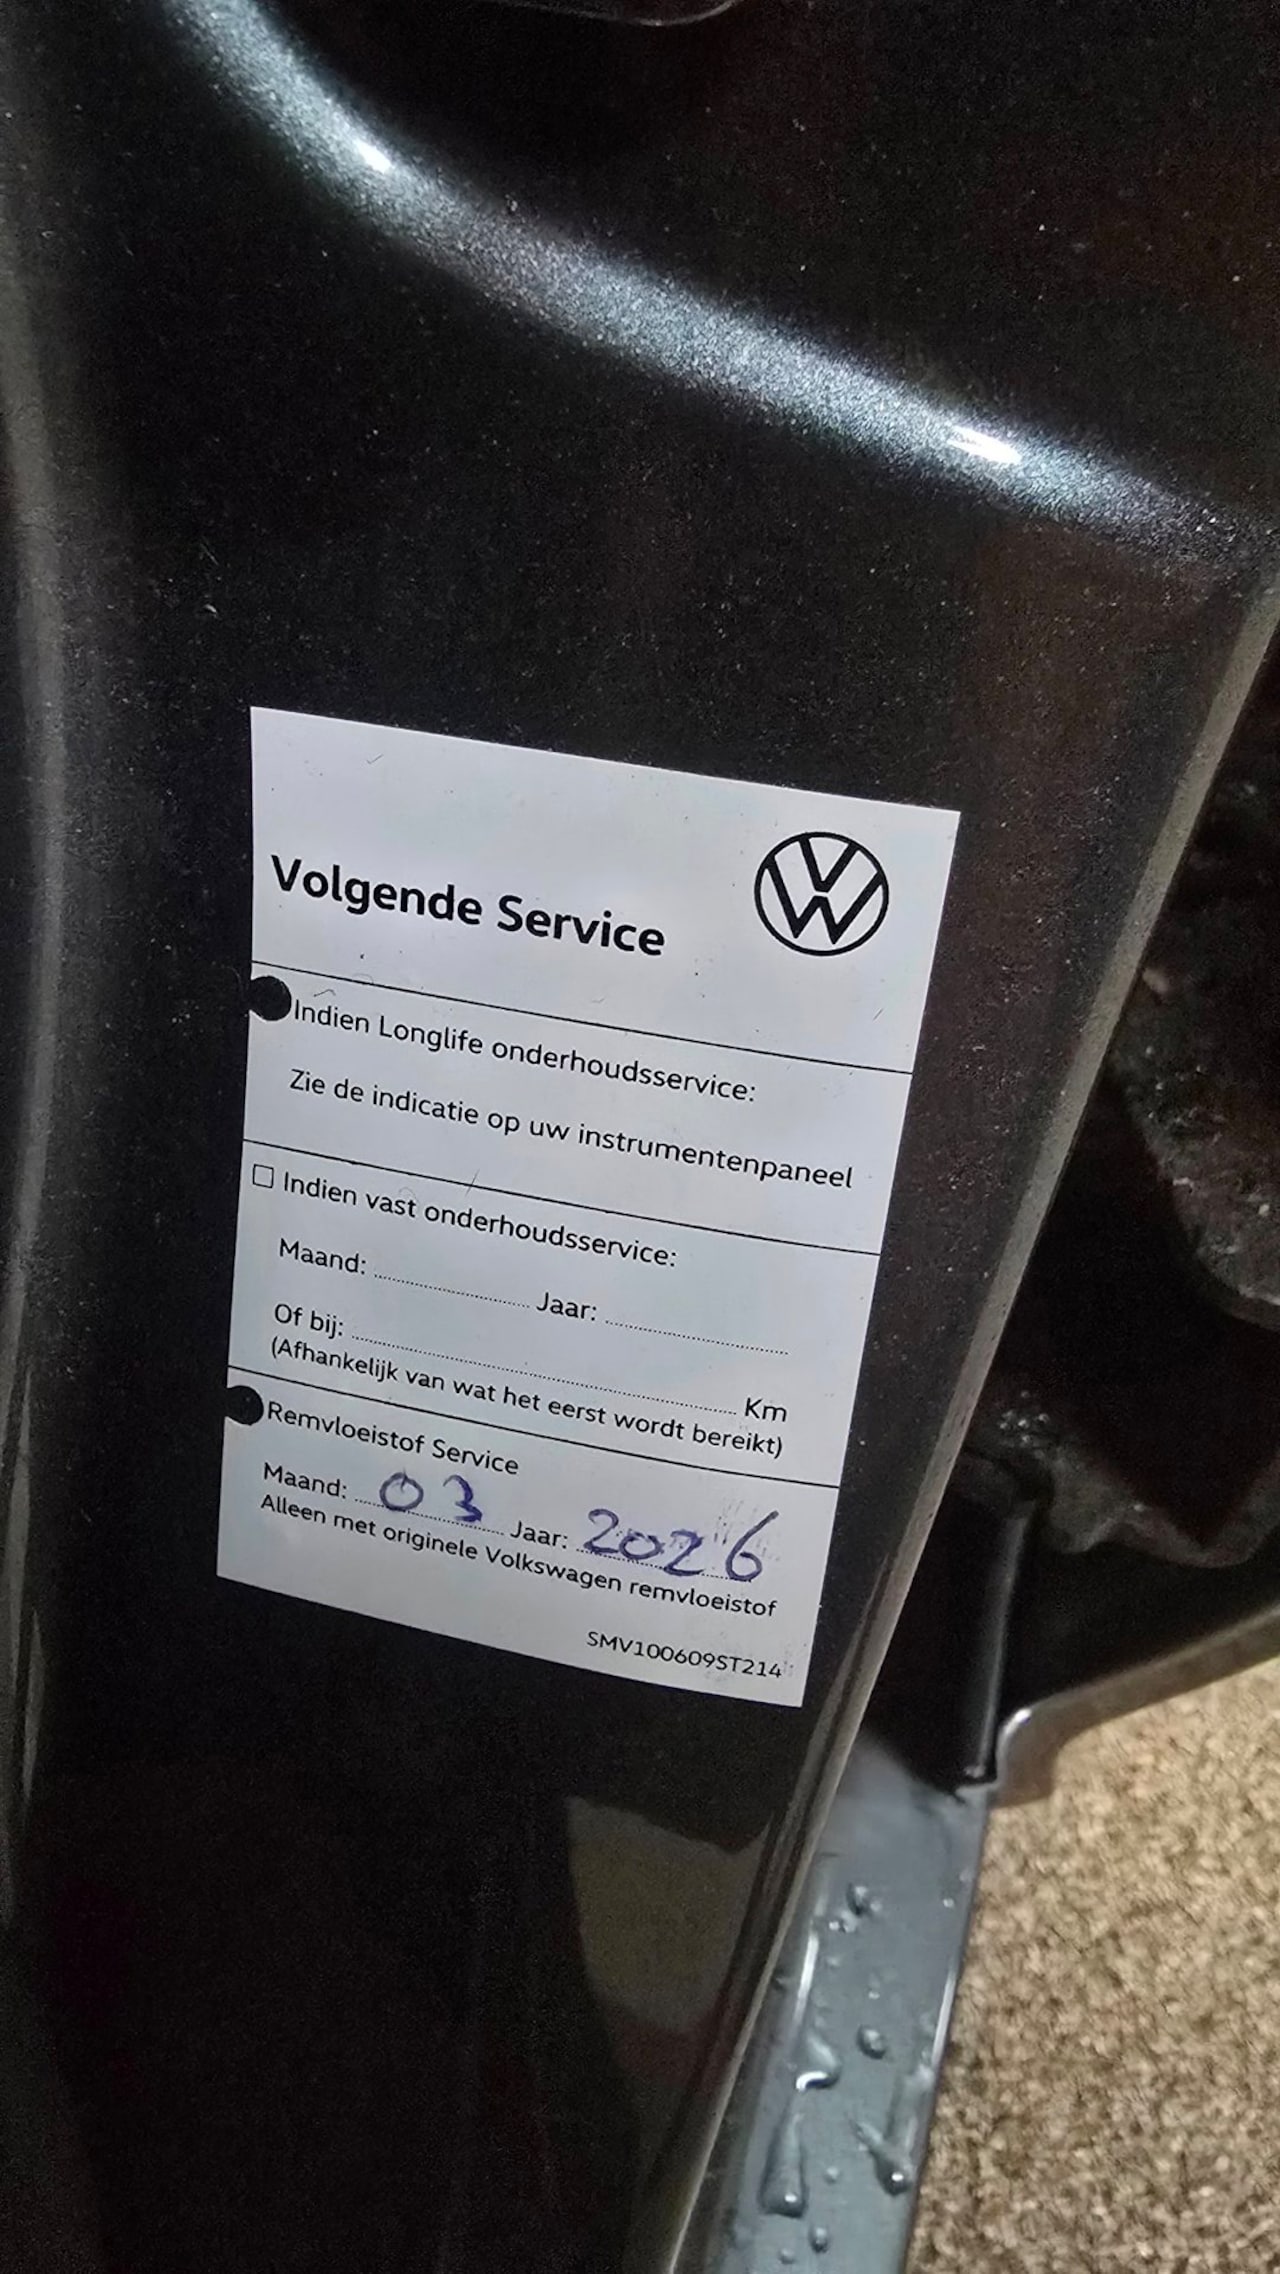 Volgende Service
Indien Longlife onderhoudsservice:
Zie de indicatie op uw instrumentenpaneel
Indien vast onderhoudsservice:
Maand: .................... Jaar: ....................
Of bij: .................... Km
(Afhankelijk van wat het eerst wordt bereikt)
Remvloeistof Service
Maand: 03 Jaar: 2026
Alleen met originele Volkswagen remvloeistof
SMV100609ST214